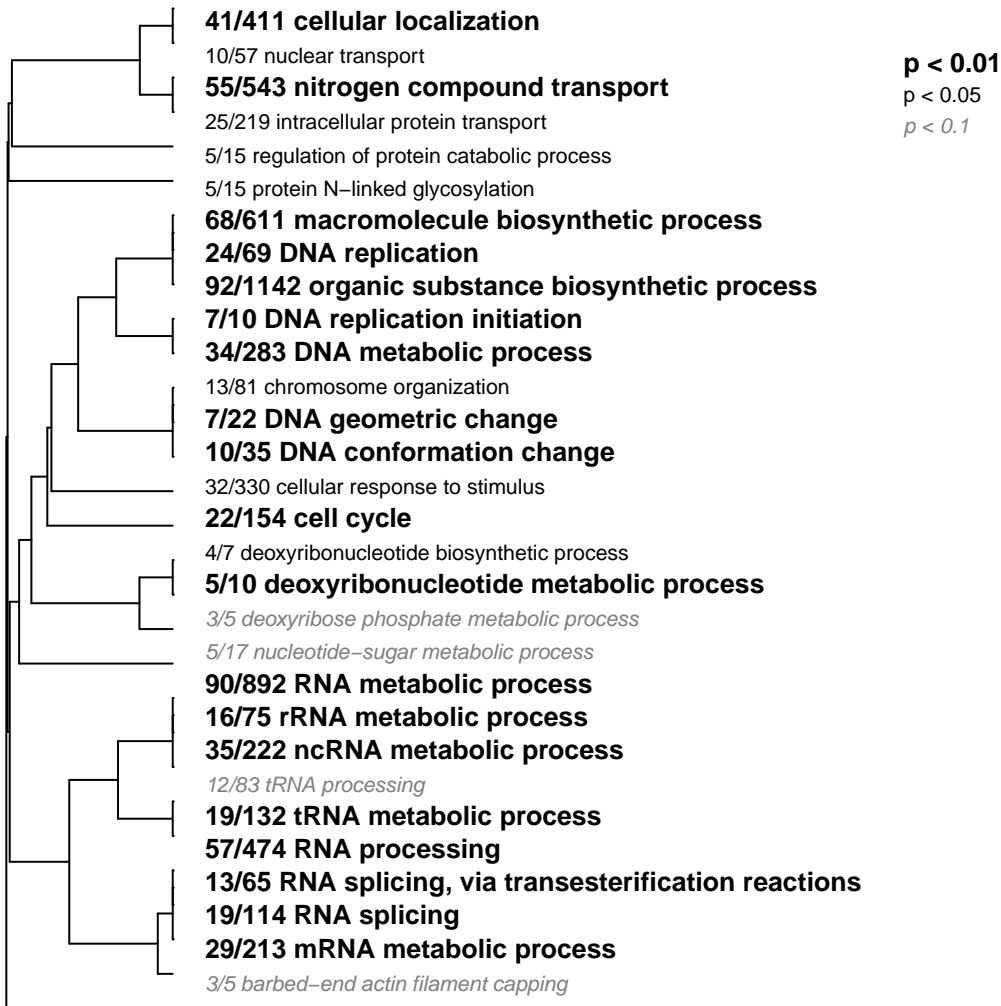 41/411 cellular localization
10/57 nuclear transport
55/543 nitrogen compound transport
25/219 intracellular protein transport
5/15 regulation of protein catabolic process
5/15 protein N−linked glycosylation
68/611 macromolecule biosynthetic process
24/69 DNA replication
92/1142 organic substance biosynthetic process
7/10 DNA replication initiation
34/283 DNA metabolic process
13/81 chromosome organization
7/22 DNA geometric change
10/35 DNA conformation change
32/330 cellular response to stimulus
22/154 cell cycle
4/7 deoxyribonucleotide biosynthetic process
5/10 deoxyribonucleotide metabolic process
3/5 deoxyribose phosphate metabolic process
5/17 nucleotide−sugar metabolic process
90/892 RNA metabolic process
16/75 rRNA metabolic process
35/222 ncRNA metabolic process
12/83 tRNA processing
19/132 tRNA metabolic process
57/474 RNA processing
13/65 RNA splicing, via transesterification reactions
19/114 RNA splicing
29/213 mRNA metabolic process
3/5 barbed−end actin filament capping
p < 0.01
p < 0.05
p < 0.1